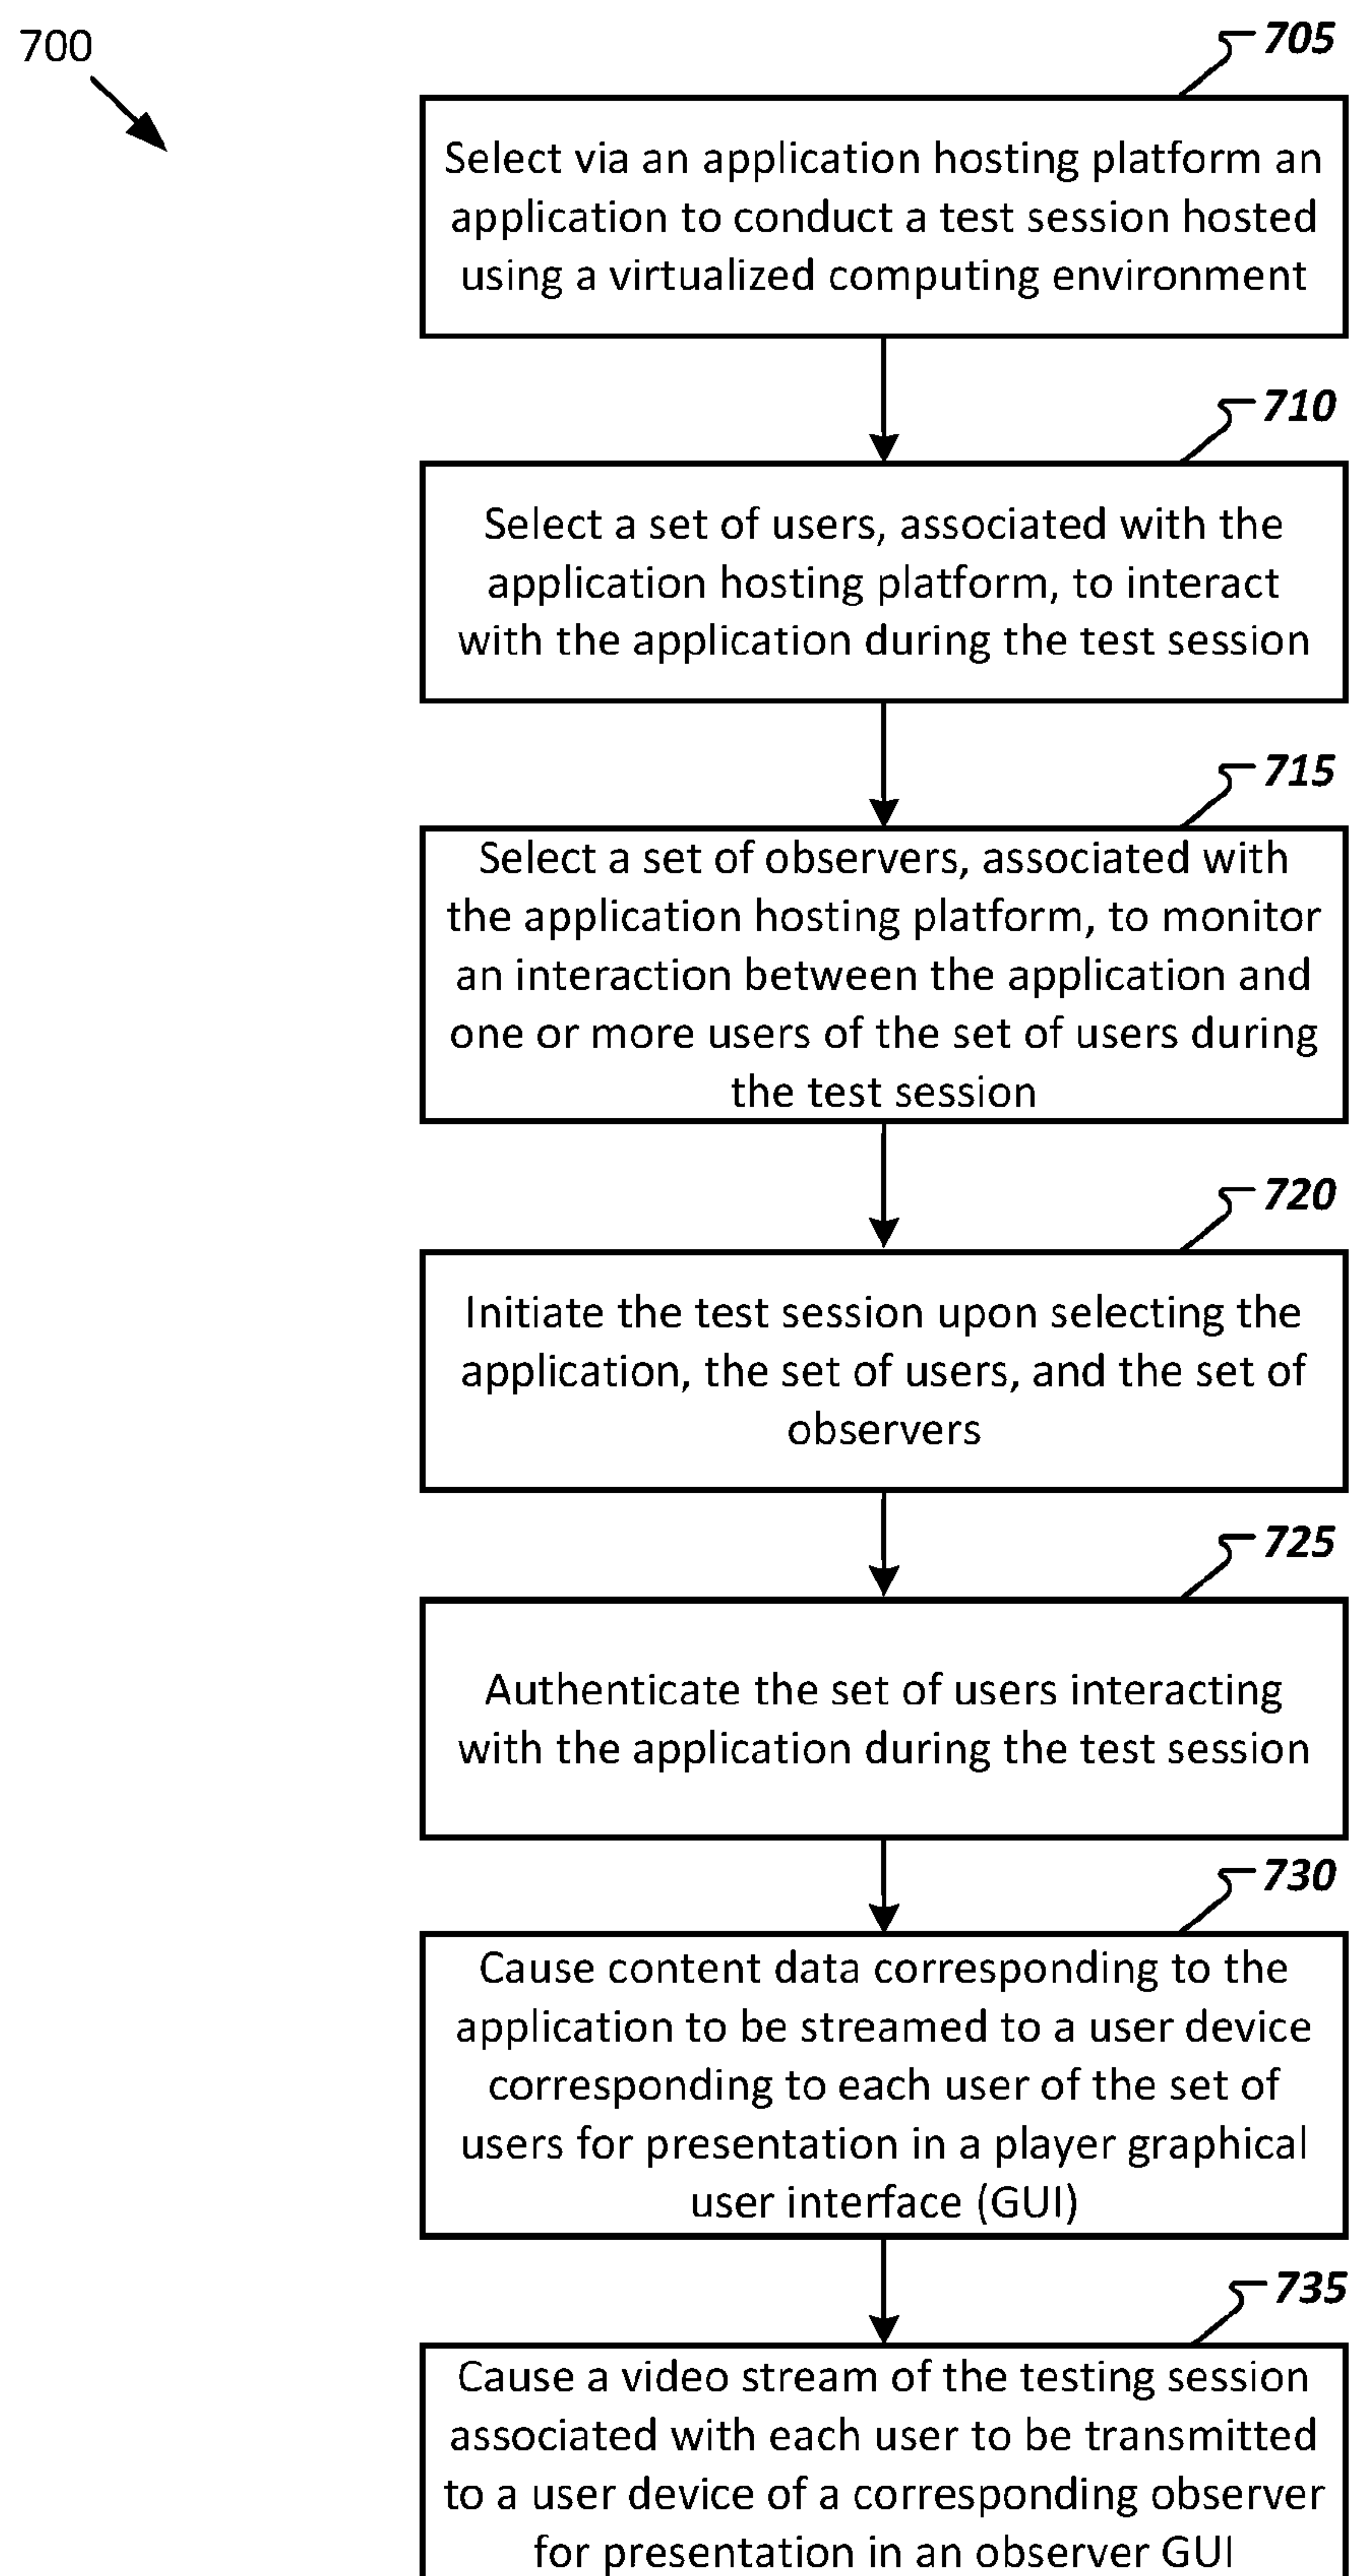 700
705
Select via an application hosting platform an
application to conduct a test session hosted
using a virtualized computing environment
710
Select a set of users, associated with the
application hosting platform, to interact
with the application during the test session
715
Select a set of observers, associated with
the application hosting platform, to monitor
an interaction between the application and
one or more users of the set of users during
the test session
720
Initiate the test session upon selecting the
application, the set of users, and the set of
observers
725
Authenticate the set of users interacting
with the application during the test session
730
Cause content data corresponding to the
application to be streamed to a user device
corresponding to each user of the set of
users for presentation in a player graphical
user interface (GUI)
735
Cause a video stream of the testing session
associated with each user to be transmitted
to a user device of a corresponding observer
for presentation in an observer GUI